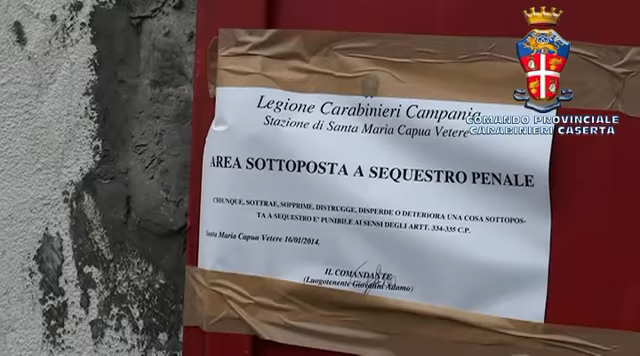 Legione Carabinieri Campania
Stazione di Santa Maria Capua Vetere
COMANDO PROVINCIALE
CARABINIERI CASERTA
AREA SOTTOPOSTA A SEQUESTRO PENALE
CHIUNQUE, SOTTRAE, SOPPRIME, DISTRUGGE, DISPERDE O DETERIORA UNA COSA SOTTOPOS-
TA A SEQUESTRO E' PUNIBILE AI SENSI DEGLI ARTT. 334-335 C.P.
Santa Maria Capua Vetere 16/01/2014.
IL COMANDANTE
(Luogotenente Giovanni Adamo)